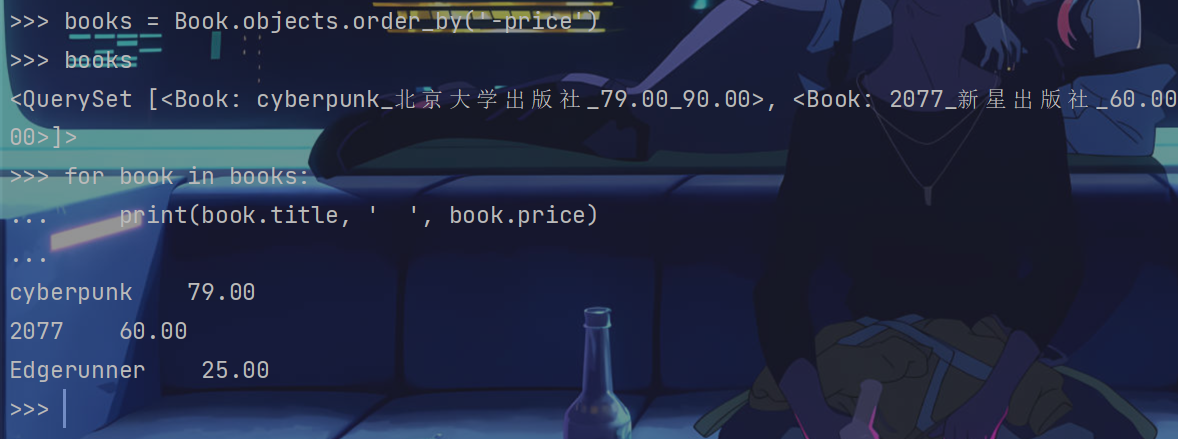 >>> books = Book.objects.order_by('-price')
>>> books
<QuerySet [<Book: cyberpunk_北京大学出版社_79.00_90.00>, <Book: 2077_新星出版社_60.00
00>]>
>>> for book in books:
...     print(book.title, '  ', book.price)
...
cyberpunk    79.00
2077    60.00
Edgerunner    25.00
>>>